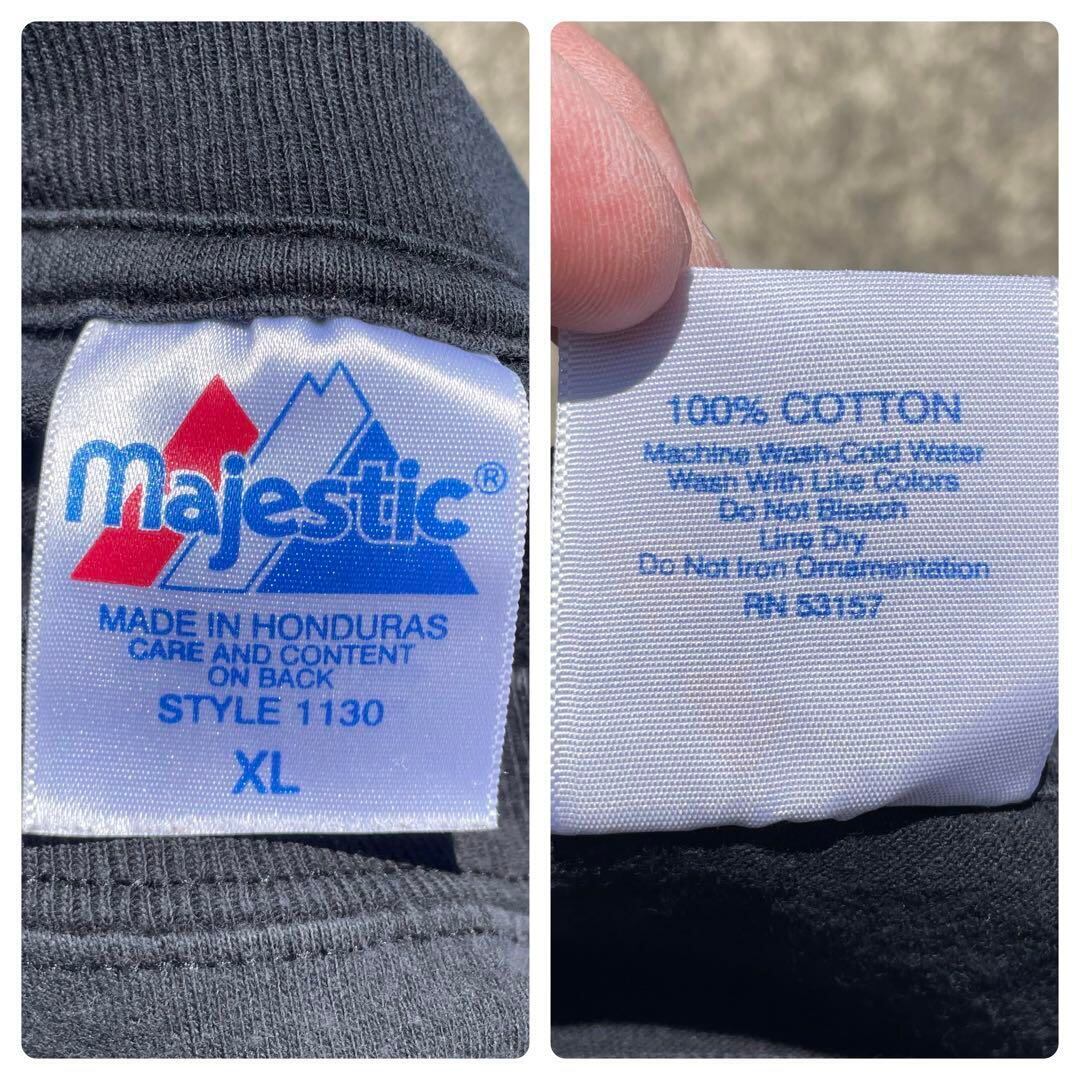 majestic®
MADE IN HONDURAS
CARE AND CONTENT
ON BACK
STYLE 1130
XL
100% COTTON
Machine Wash-Cold Water
Wash With Like Colors
Do Not Bleach
Line Dry
Do Not Iron Ornamentation
RN 53157